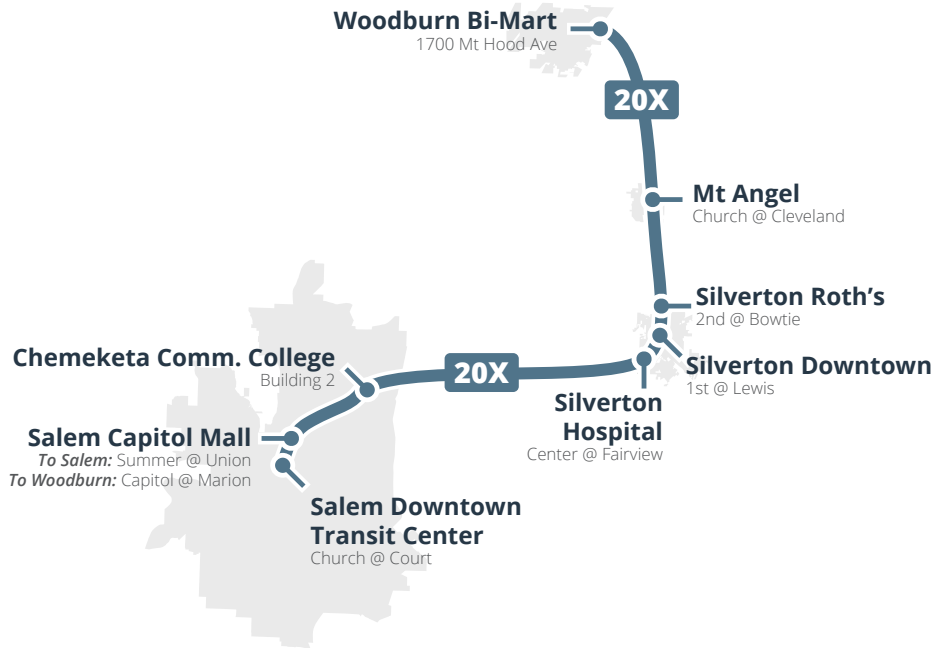 Woodburn Bi-Mart
1700 Mt Hood Ave
20X
Mt Angel
Church @ Cleveland
Silverton Roth’s
2nd @ Bowtie
Silverton Downtown
1st @ Lewis
Chemeketa Comm. College
Building 2
20X
Silverton
Hospital
Center @ Fairview
Salem Capitol Mall
To Salem: Summer @ Union
To Woodburn: Capitol @ Marion
Salem Downtown
Transit Center
Church @ Court